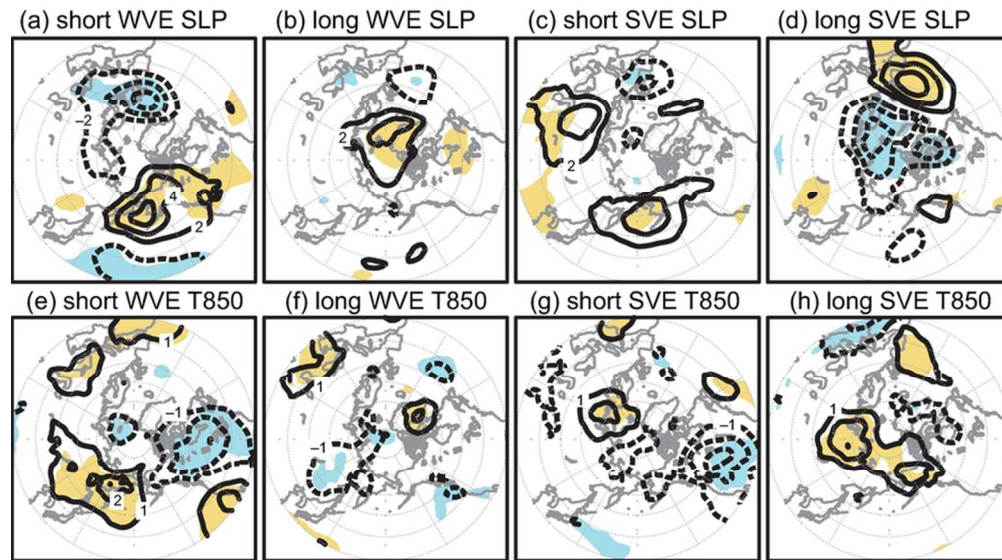 (a) short WVE SLP
(b) long WVE SLP
(c) short SVE SLP
(d) long SVE SLP
–2
4
2
2
2
(e) short WVE T850
(f) long WVE T850
(g) short SVE T850
(h) long SVE T850
1
–1
2
1
1
–1
1
–1
1